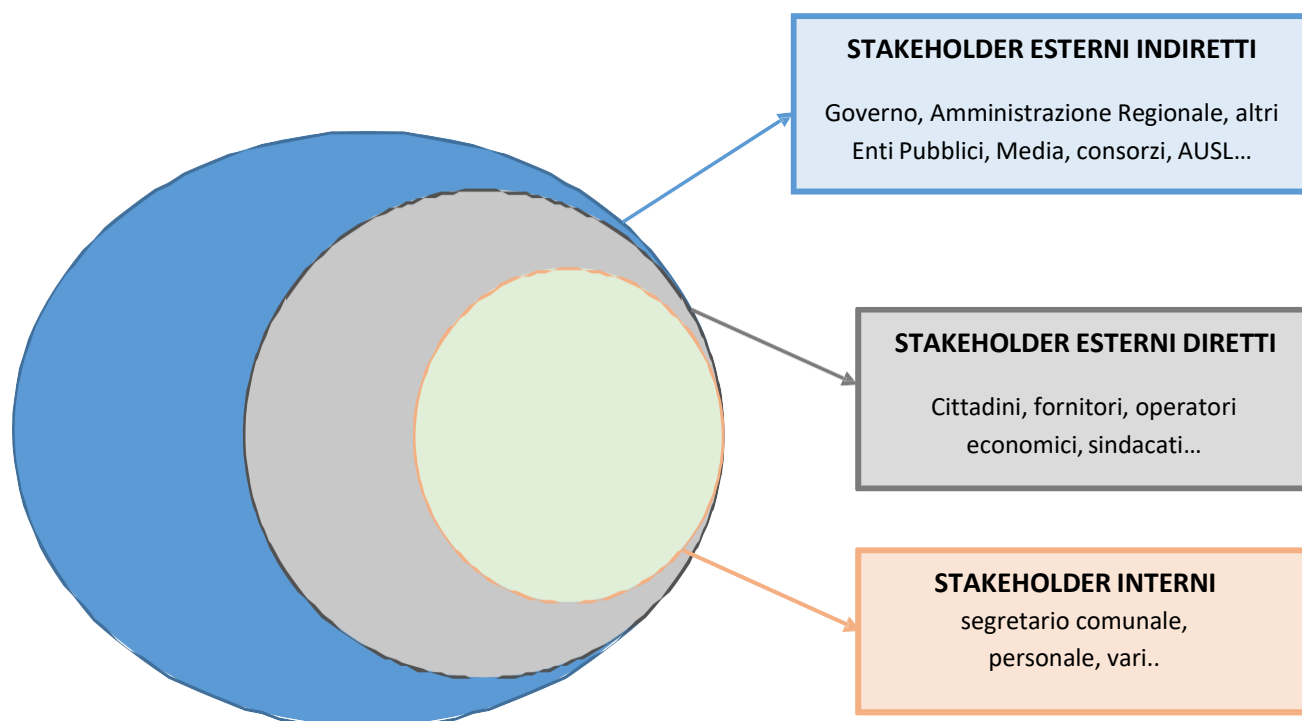 STAKEHOLDER ESTERNI INDIRETTI
Governo, Amministrazione Regionale, altri
Enti Pubblici, Media, consorzi, AUSL…
STAKEHOLDER ESTERNI DIRETTI
Cittadini, fornitori, operatori
economici, sindacati…
STAKEHOLDER INTERNI
segretario comunale,
personale, vari..